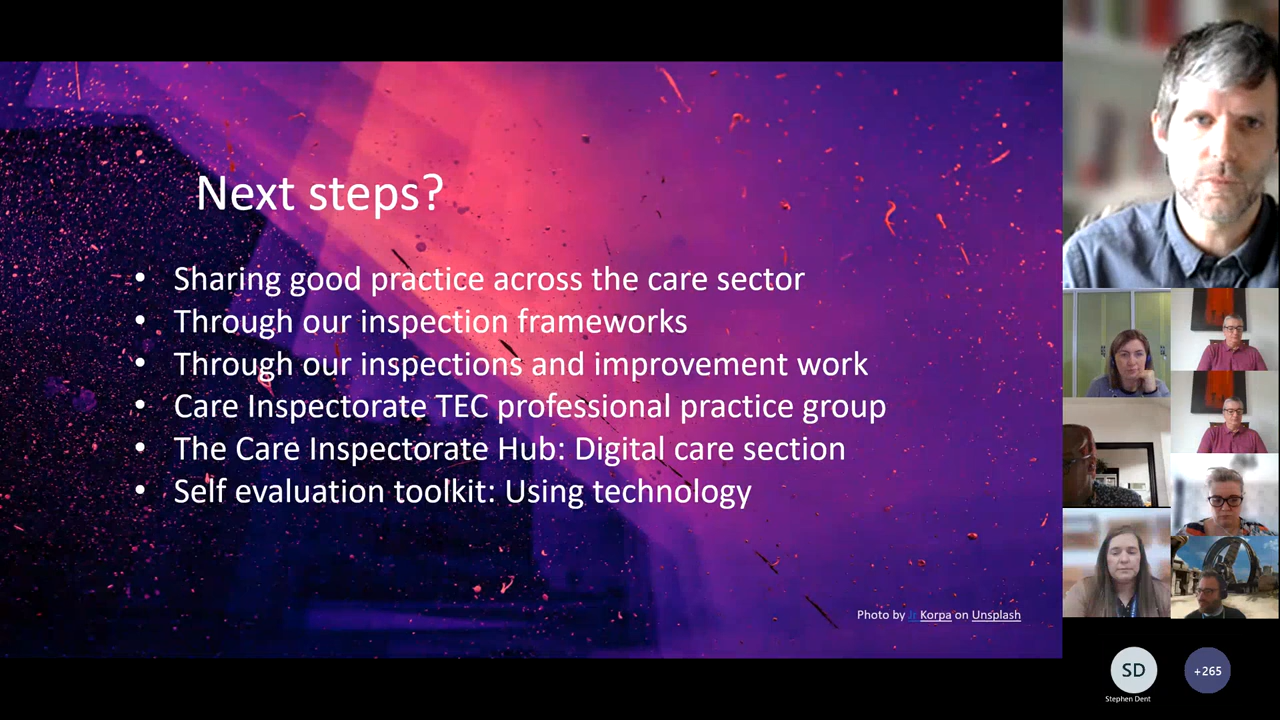 Next steps?
• Sharing good practice across the care sector
• Through our inspection frameworks
• Through our inspections and improvement work
• Care Inspectorate TEC professional practice group
• The Care Inspectorate Hub: Digital care section
• Self evaluation toolkit: Using technology
Photo by Jr Korpa on Unsplash
SD
+265
Stephen Dent